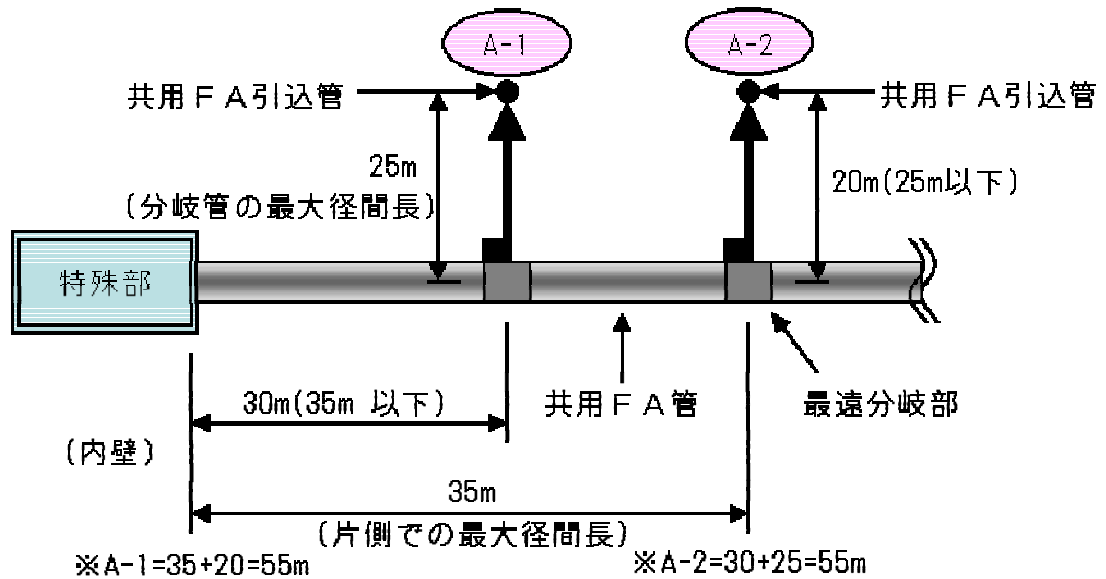 A-1
A-2
共用ＦＡ引込管
共用ＦＡ引込管
25m
(分岐管の最大径間長)
20m(25m以下)
特殊部
30m(35m 以下)
共用ＦＡ管
最遠分岐部
(内壁)
35m
(片側での最大径間長)
※A-1=35+20=55m
※A-2=30+25=55m